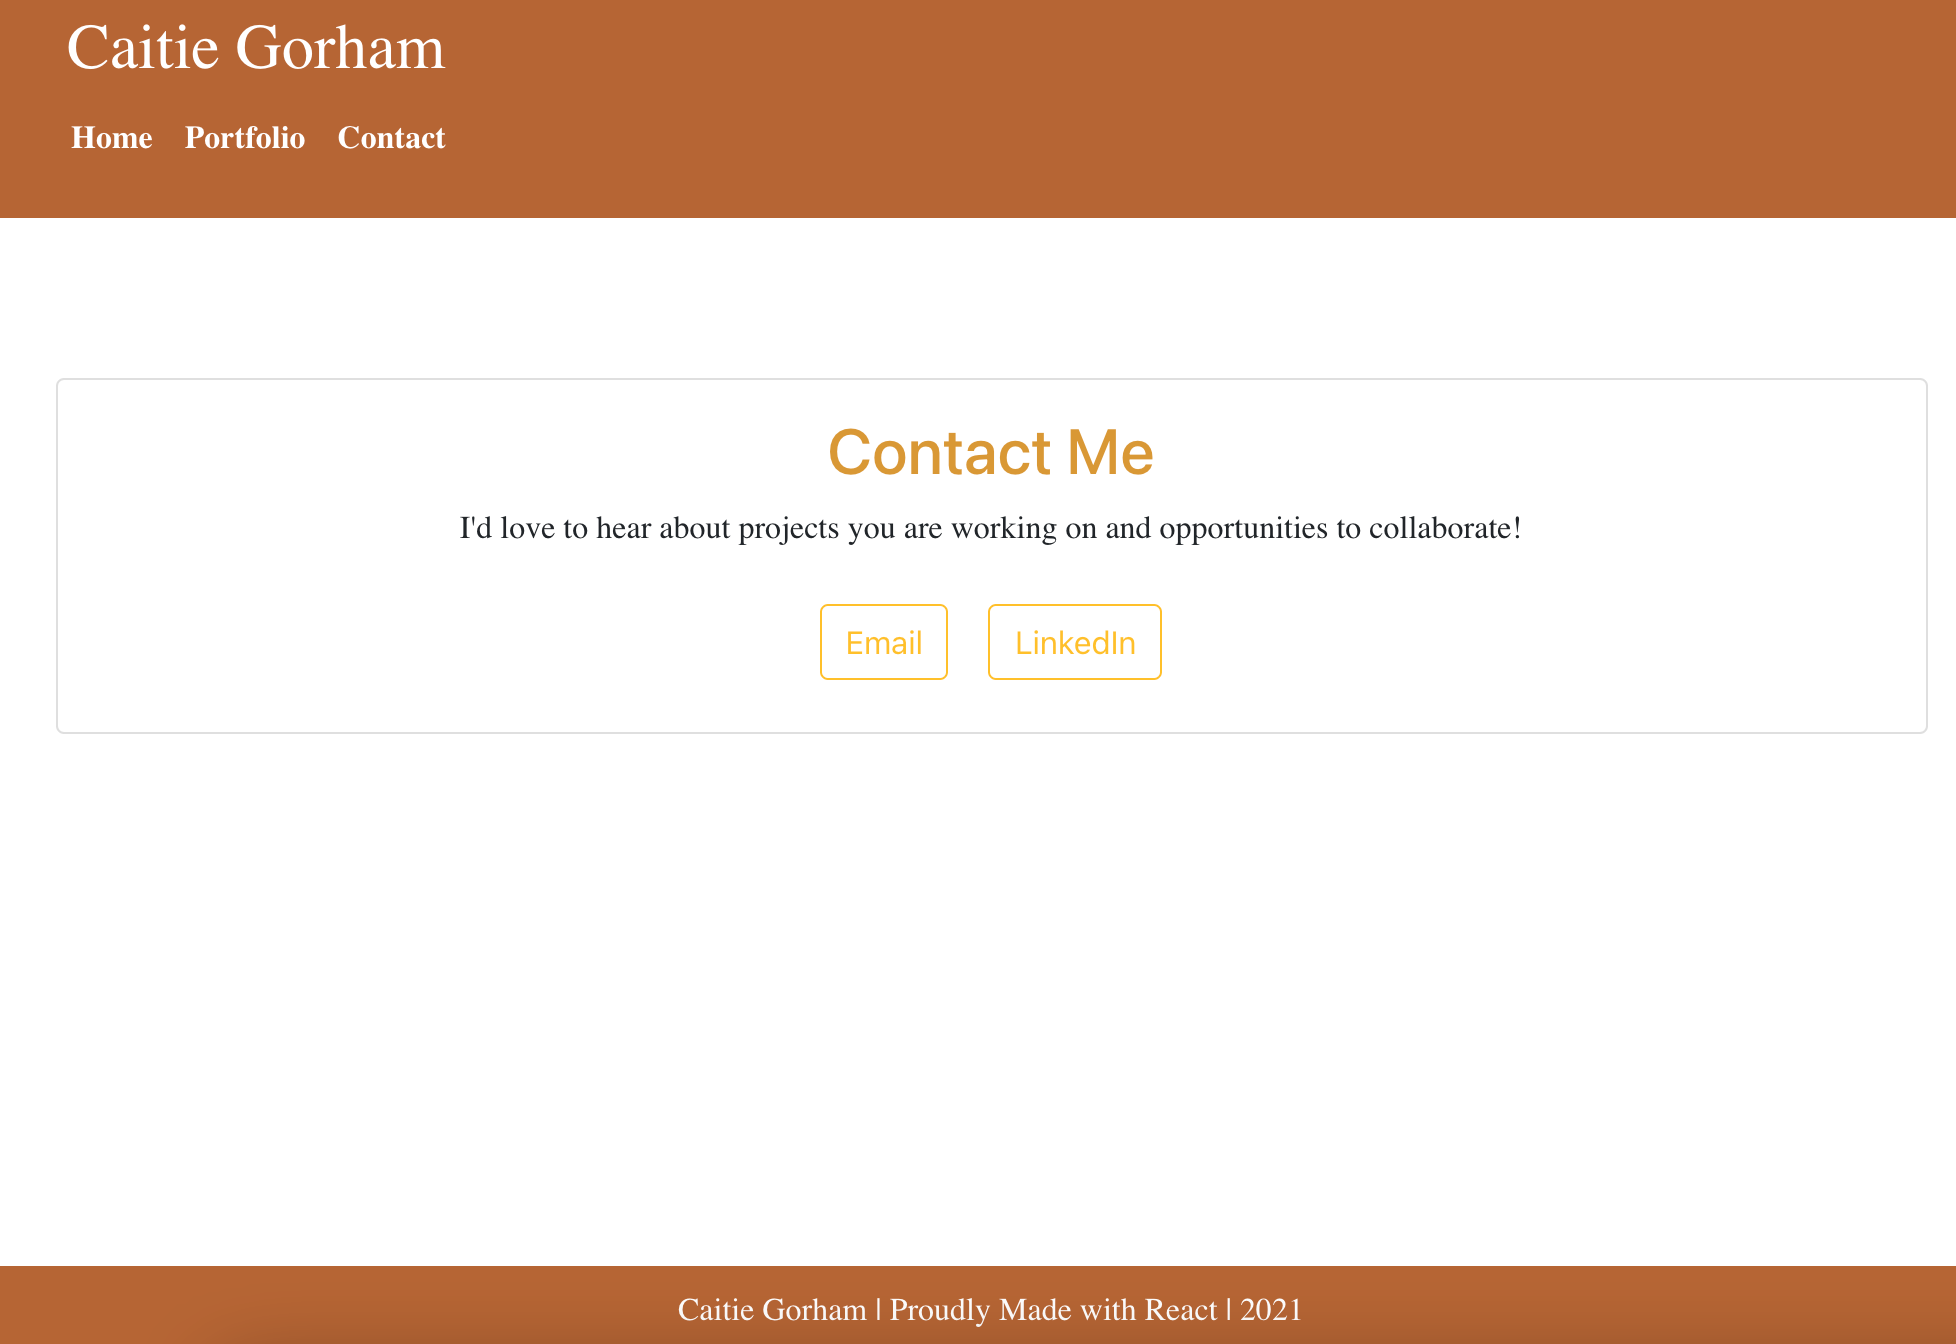 Caitie Gorham
Home Portfolio Contact
Contact Me
I'd love to hear about projects you are working on and opportunities to collaborate!
Email LinkedIn
Caitie Gorham | Proudly Made with React | 2021